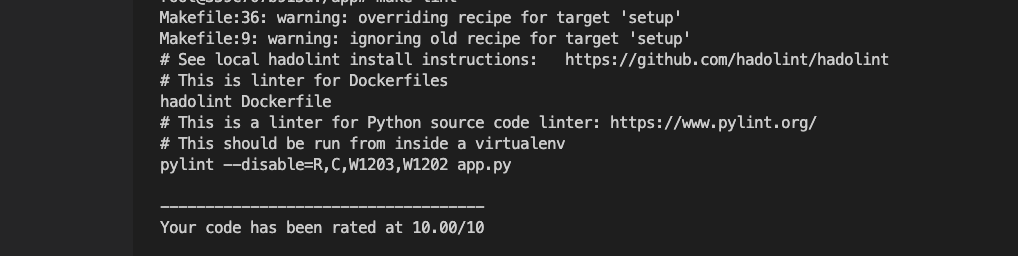 Makefile:36: warning: overriding recipe for target 'setup'
Makefile:9: warning: ignoring old recipe for target 'setup'
# See local hadolint install instructions:   https://github.com/hadolint/hadolint
# This is linter for Dockerfiles
hadolint Dockerfile
# This is a linter for Python source code linter: https://www.pylint.org/
# This should be run from inside a virtualenv
pylint --disable=R,C,W1203,W1202 app.py
------------------------------------
Your code has been rated at 10.00/10